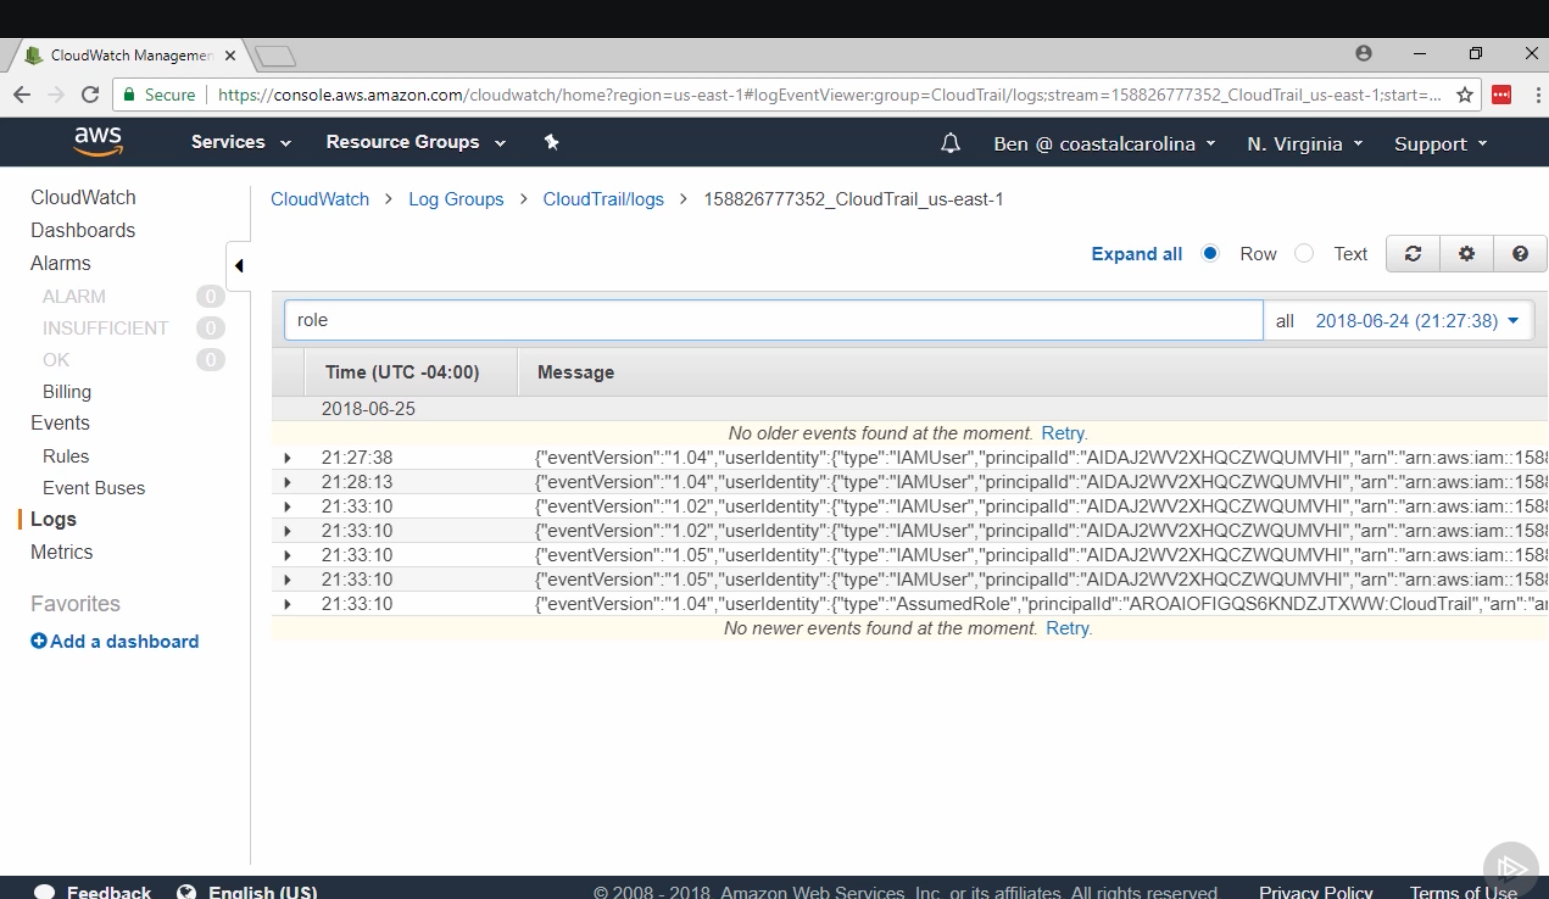 CloudWatch Managemen
Secure https://console.aws.amazon.com/cloudwatch/home?region=us-east-1#logEventViewer:group=CloudTrail/logs;stream=158826777352_CloudTrail_us-east-1;start=...
aws Services Resource Groups Ben @ coastalcarolina N. Virginia Support
CloudWatch
Dashboards
Alarms
ALARM 0
INSUFFICIENT 0
OK 0
Billing
Events
Rules
Event Buses
Logs
Metrics
Favorites
Add a dashboard
CloudWatch > Log Groups > CloudTrail/logs > 158826777352_CloudTrail_us-east-1
Expand all Row Text
role all 2018-06-24 (21:27:38)
Time (UTC -04:00) Message
2018-06-25
No older events found at the moment. Retry.
21:27:38 {"eventVersion":"1.04","userIdentity":{"type":"IAMUser","principalId":"AIDAJ2WV2XHQCZWQUMVHI","arn":"arn:aws:iam::158
21:28:13 {"eventVersion":"1.04","userIdentity":{"type":"IAMUser","principalId":"AIDAJ2WV2XHQCZWQUMVHI","arn":"arn:aws:iam::158
21:33:10 {"eventVersion":"1.02","userIdentity":{"type":"IAMUser","principalId":"AIDAJ2WV2XHQCZWQUMVHI","arn":"arn:aws:iam::158
21:33:10 {"eventVersion":"1.02","userIdentity":{"type":"IAMUser","principalId":"AIDAJ2WV2XHQCZWQUMVHI","arn":"arn:aws:iam::158
21:33:10 {"eventVersion":"1.05","userIdentity":{"type":"IAMUser","principalId":"AIDAJ2WV2XHQCZWQUMVHI","arn":"arn:aws:iam::158
21:33:10 {"eventVersion":"1.05","userIdentity":{"type":"IAMUser","principalId":"AIDAJ2WV2XHQCZWQUMVHI","arn":"arn:aws:iam::158
21:33:10 {"eventVersion":"1.04","userIdentity":{"type":"AssumedRole","principalId":"AROAIOFIGQS6KNDZJTXWW:CloudTrail","arn":"a
No newer events found at the moment. Retry.
Feedback English (US) © 2008 - 2018, Amazon Web Services, Inc. or its affiliates. All rights reserved. Privacy Policy Terms of Use